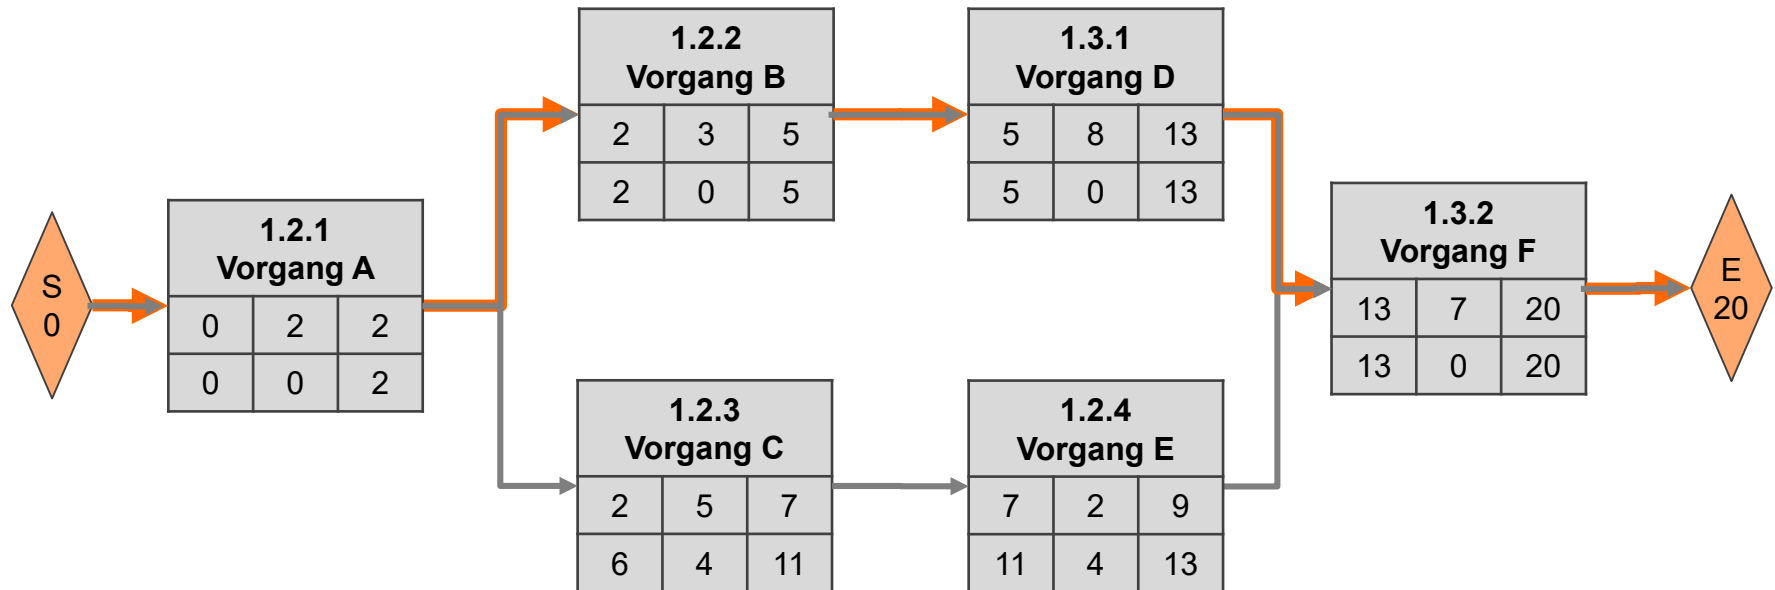 S
0
1.2.1
Vorgang A
0 2 2
0 0 2
1.2.2
Vorgang B
2 3 5
2 0 5
1.3.1
Vorgang D
5 8 13
5 0 13
1.2.3
Vorgang C
2 5 7
6 4 11
1.2.4
Vorgang E
7 2 9
11 4 13
1.3.2
Vorgang F
13 7 20
13 0 20
E
20